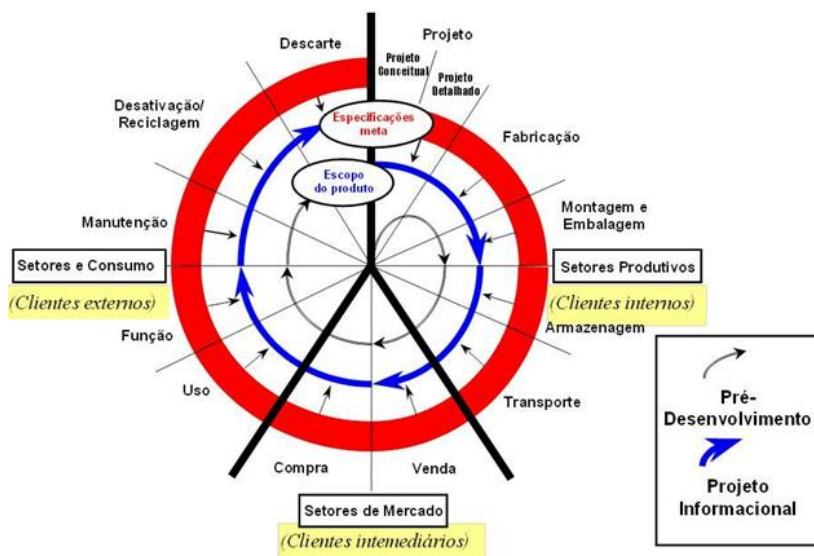 Descarte
Projeto
Projeto
Conceitual
Projeto
Detalhado
Desativação/
Reciclagem
Especificações
meta
Fabricação
Escopo
do produto
Manutenção
Montagem e
Embalagem
Setores e Consumo
(Clientes externos)
Setores Produtivos
(Clientes internos)
Função
Armazenagem
Uso
Transporte
Compra
Venda
Setores de Mercado
(Clientes intemediários)
Pré-
Desenvolvimento
Projeto
Informacional